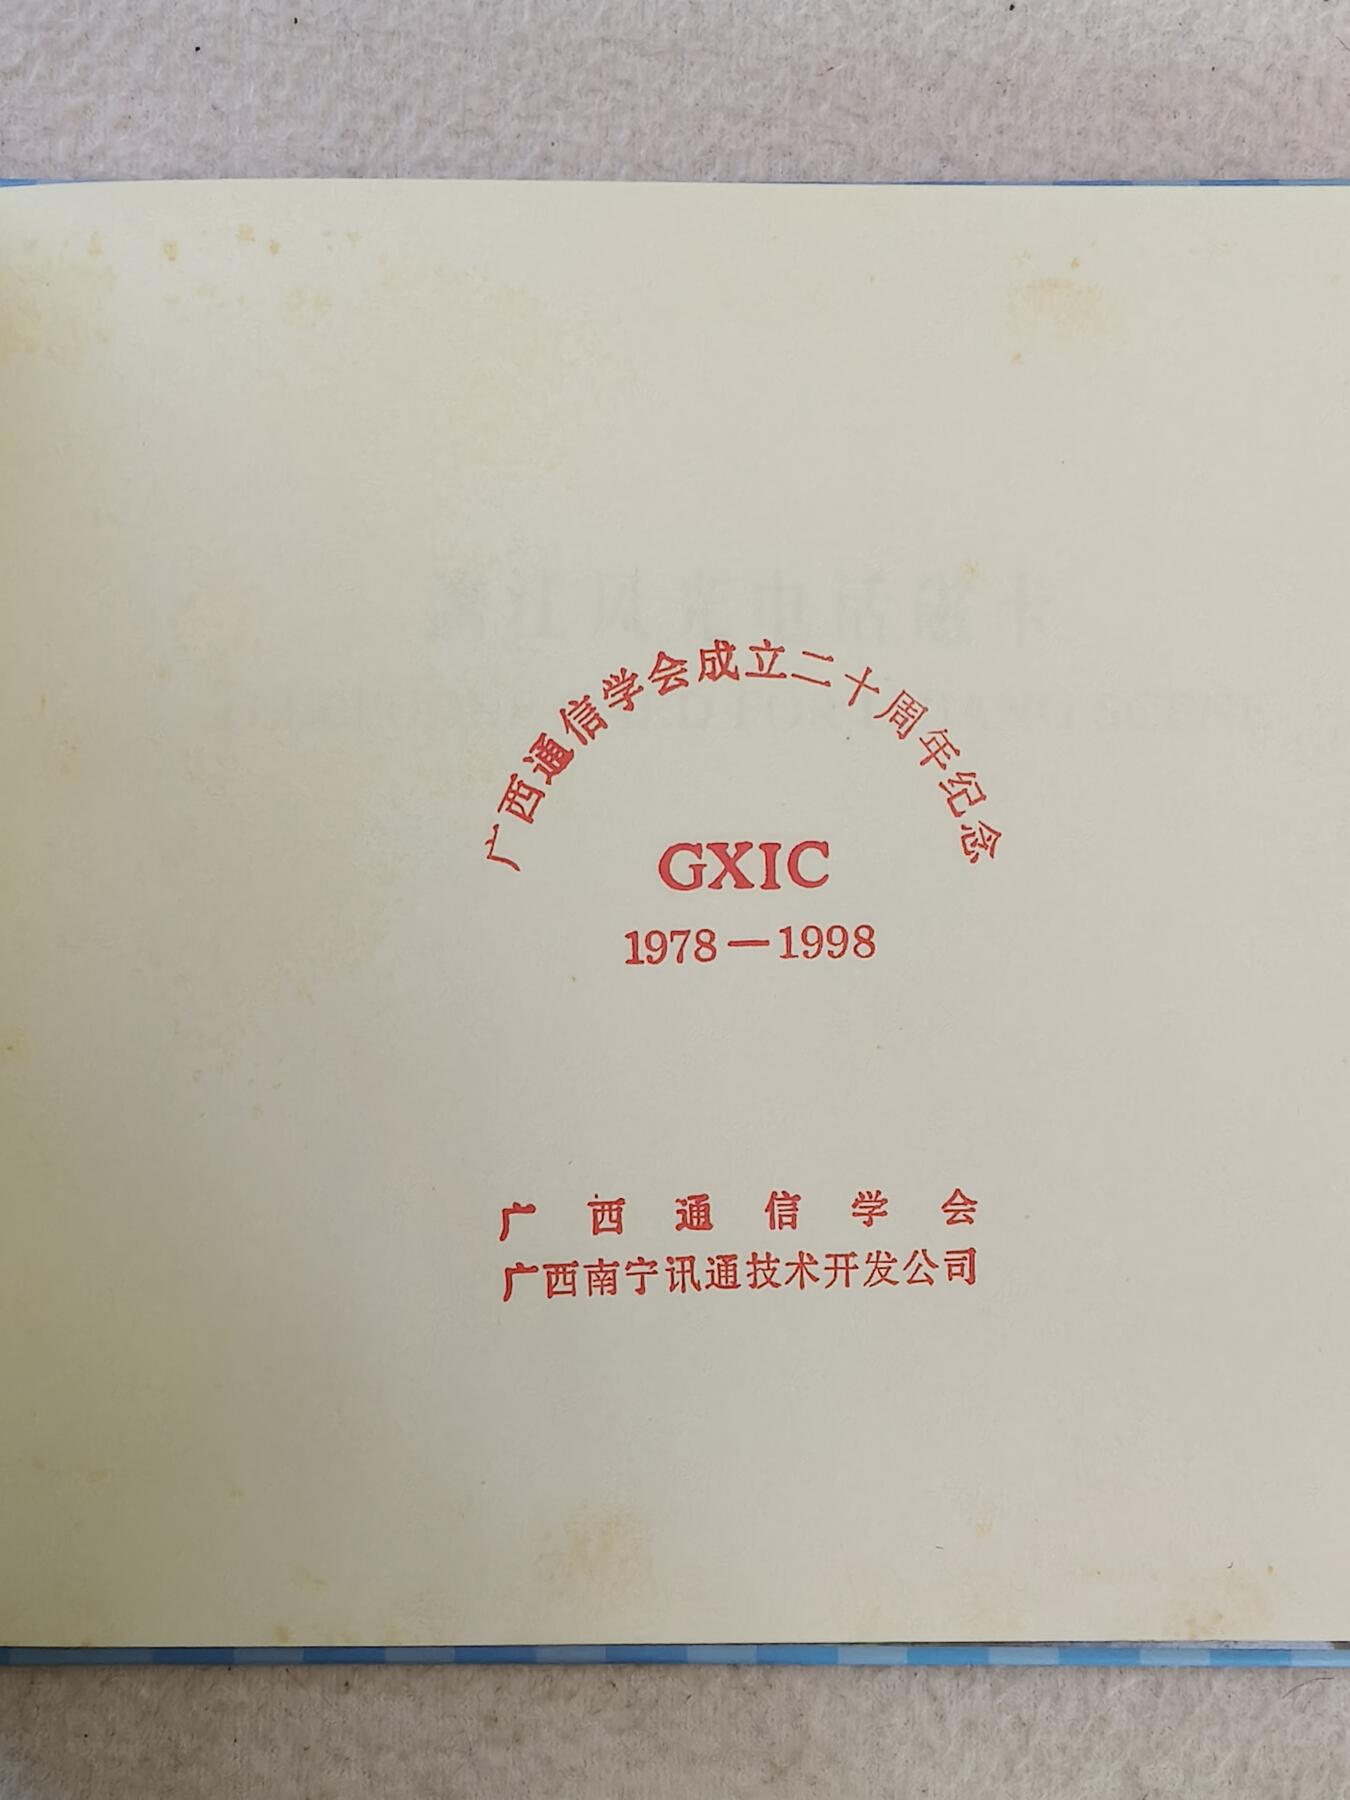 广西通信学会成立二十周年纪念
GXIC
1978—1998
广西通信学会
广西南宁讯通技术开发公司